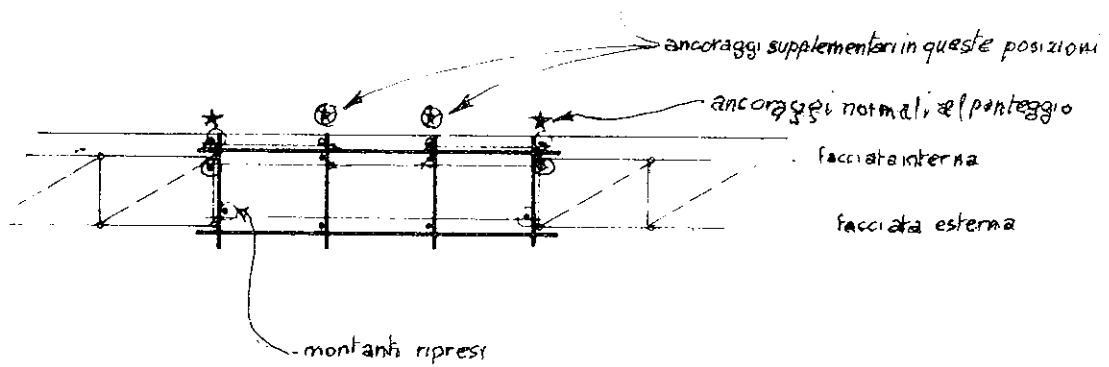 ancoraggi supplementari in queste posizioni
ancoraggi normali al ponteggio
facciata interna
facciata esterna
montanti ripresi